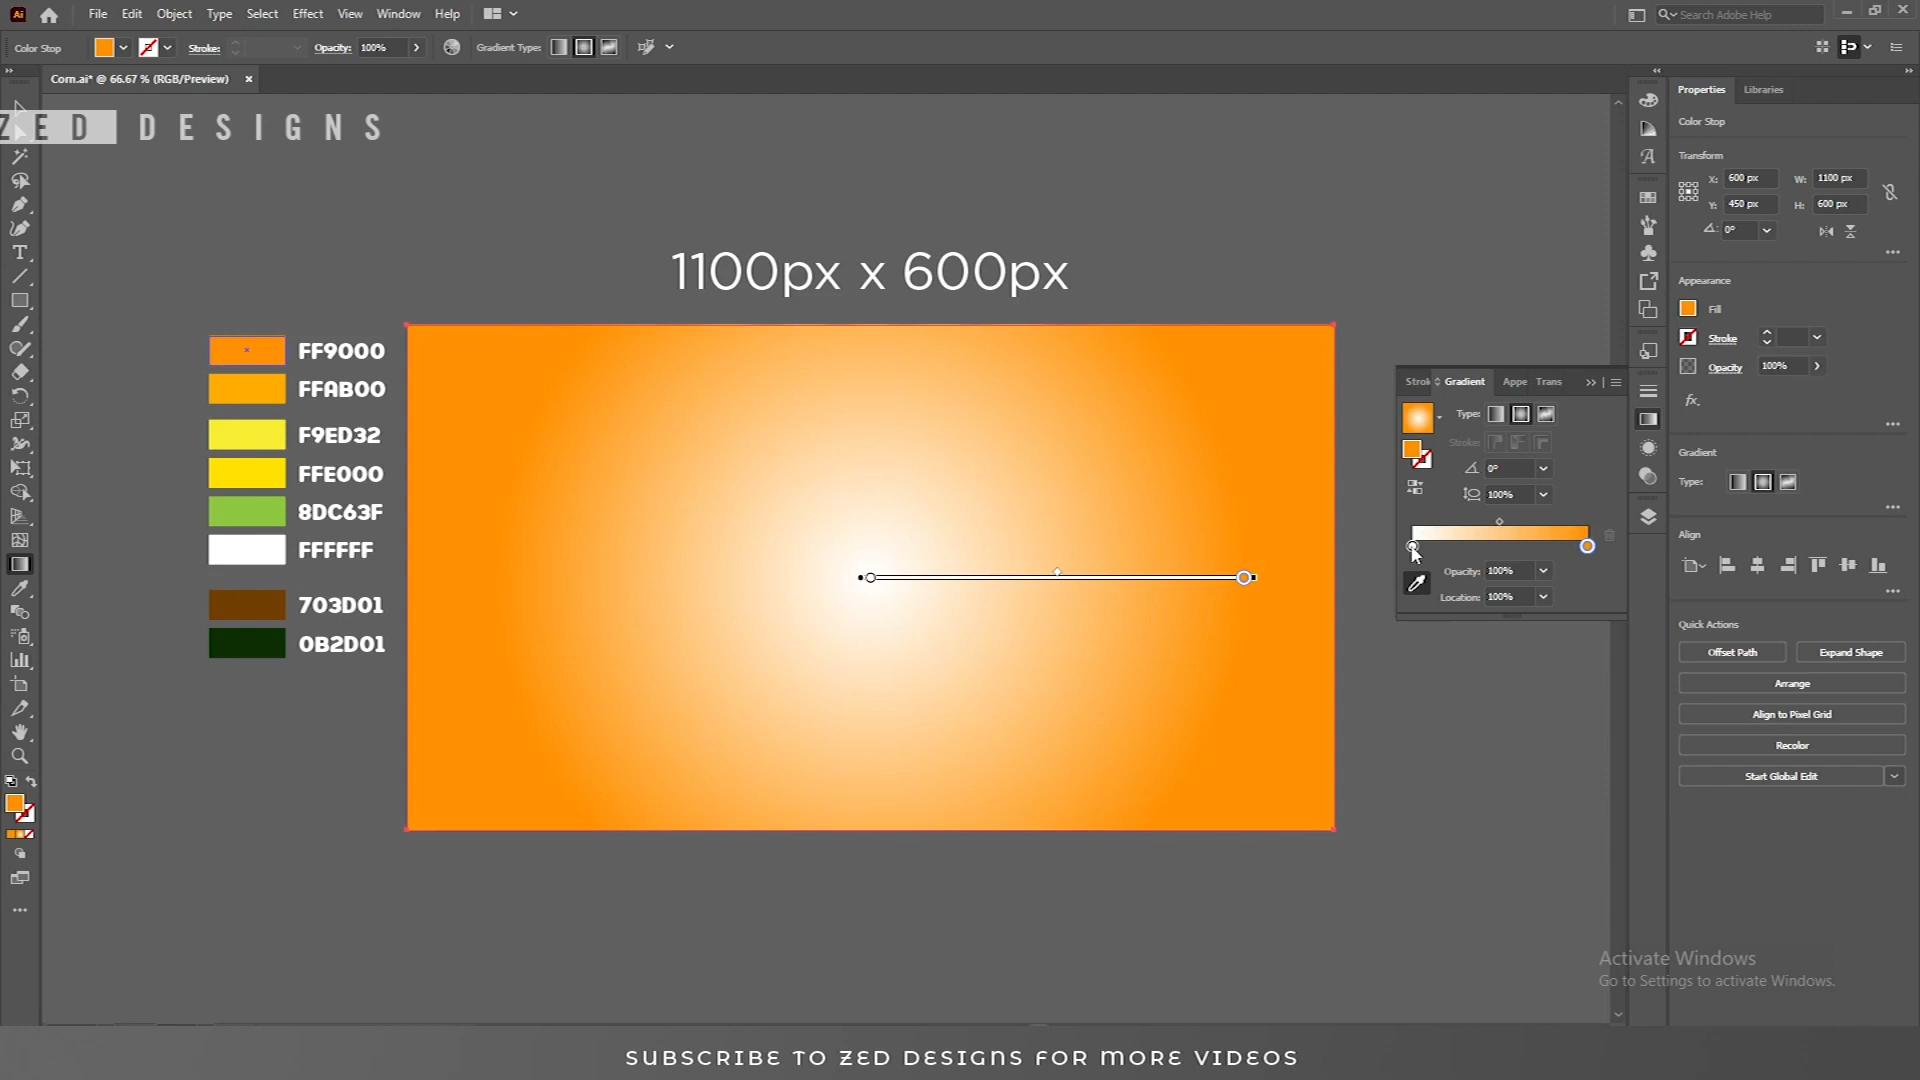 Ai File Edit Object Type Select Effect View Window Help Search Adobe Help
Color Stop Stroke: Opacity: 100% Gradient Type:
Corn.ai* @ 66.67 % (RGB/Preview) ×
ZED DESIGNS
1100px x 600px
FF9000
FFAB00
F9ED32
FFE000
8DC63F
FFFFFF
703D01
0B2D01
Strok Gradient Appe Trans
Type:
Stroke:
0°
100%
Opacity: 100%
Location: 100%
Properties Libraries
Color Stop
Transform
X: 600 px W: 1100 px
Y: 450 px H: 600 px
0°
Appearance
Fill
Stroke
Opacity 100%
fx.
Gradient
Type:
Align
Quick Actions
Offset Path Expand Shape
Arrange
Align to Pixel Grid
Recolor
Start Global Edit
Activate Windows
Go to Settings to activate Windows.
SUBSCRIBE TO ZED DESIGNS FOR MORE VIDEOS